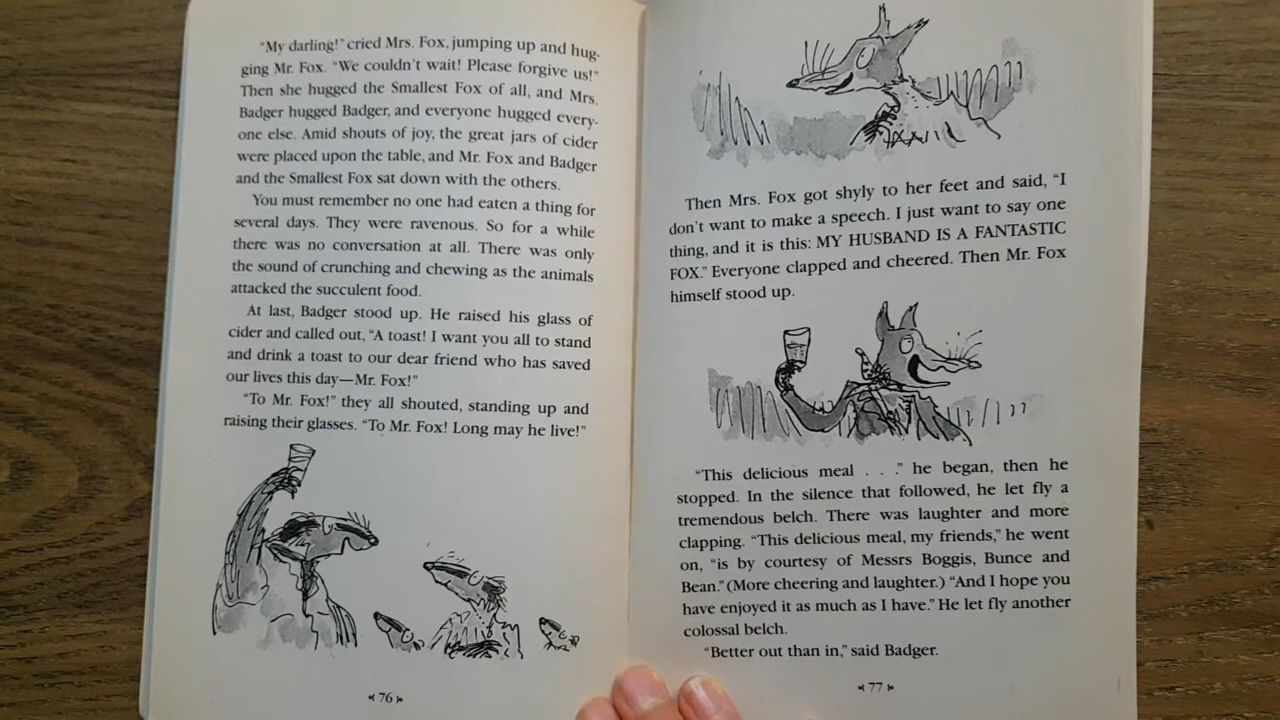 “My darling!” cried Mrs. Fox, jumping up and hug-
ging Mr. Fox. “We couldn’t wait! Please forgive us!”
Then she hugged the Smallest Fox of all, and Mrs.
Badger hugged Badger, and everyone hugged every-
one else. Amid shouts of joy, the great jars of cider
were placed upon the table, and Mr. Fox and Badger
and the Smallest Fox sat down with the others.
You must remember no one had eaten a thing for
several days. They were ravenous. So for a while
there was no conversation at all. There was only
the sound of crunching and chewing as the animals
attacked the succulent food.
At last, Badger stood up. He raised his glass of
cider and called out, “A toast! I want you all to stand
and drink a toast to our dear friend who has saved
our lives this day—Mr. Fox!”
“To Mr. Fox!” they all shouted, standing up and
raising their glasses. “To Mr. Fox! Long may he live!”
76
Then Mrs. Fox got shyly to her feet and said, “I
don’t want to make a speech. I just want to say one
thing, and it is this: MY HUSBAND IS A FANTASTIC
FOX.” Everyone clapped and cheered. Then Mr. Fox
himself stood up.
“This delicious meal . . .” he began, then he
stopped. In the silence that followed, he let fly a
tremendous belch. There was laughter and more
clapping. “This delicious meal, my friends,” he went
on, “is by courtesy of Messrs Boggis, Bunce and
Bean.” (More cheering and laughter.) “And I hope you
have enjoyed it as much as I have.” He let fly another
colossal belch.
“Better out than in,” said Badger.
77